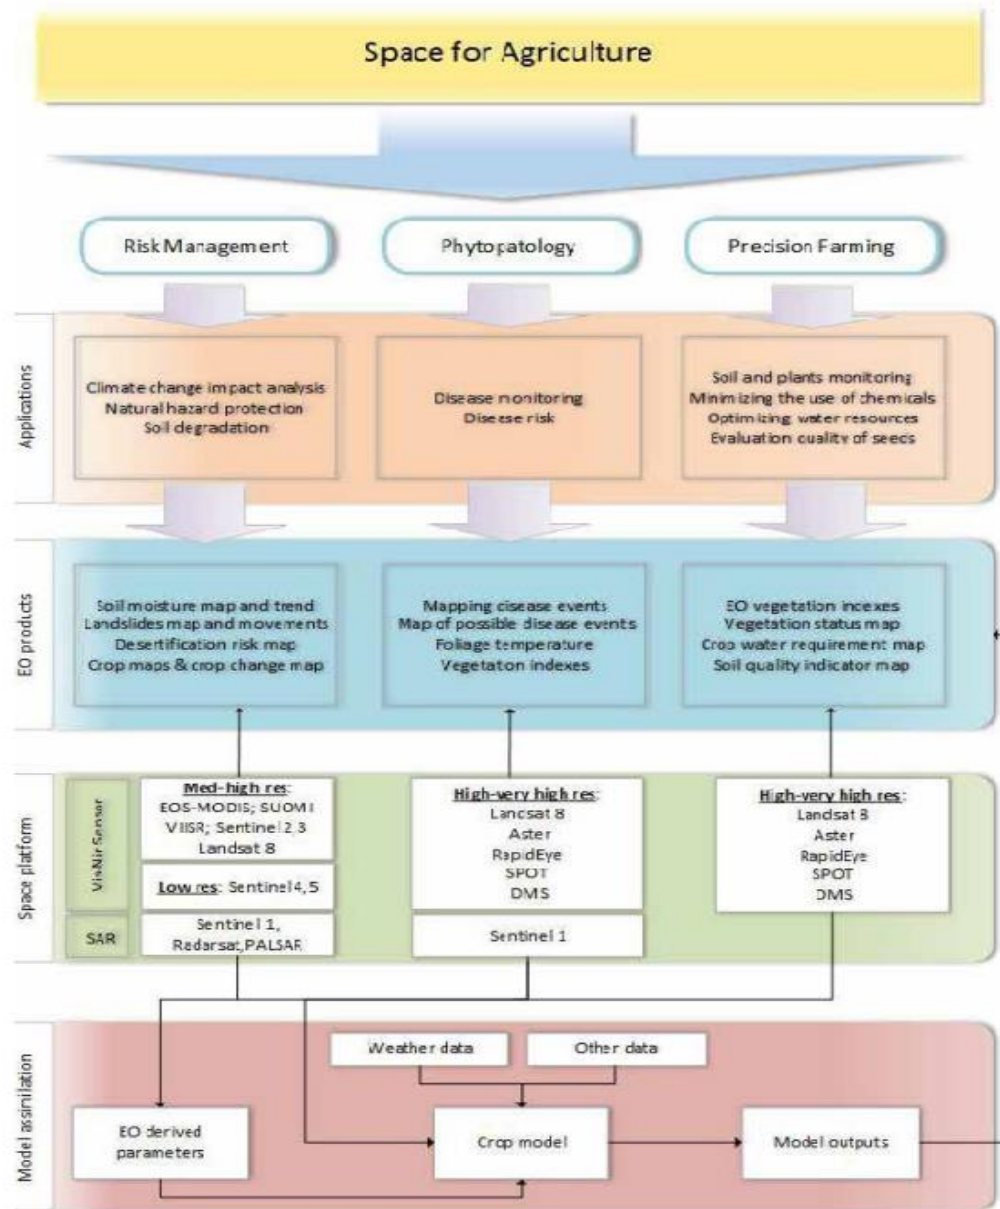 Space for Agriculture
Risk Management
Phytopatology
Precision Farming
Applications
Climate change impact analysis
Natural hazard protection
Soil degradation
Disease monitoring
Disease risk
Soil and plants monitoring
Minimizing the use of chemicals
Optimizing water resources
Evaluation quality of seeds
EO products
Soil moisture map and trend
Landslides map and movements
Desertification risk map
Crop maps & crop change map
Mapping disease events
Map of possible disease events
Foliage temperature
Vegetation indexes
EO vegetation indexes
Vegetation status map
Crop water requirement map
Soil quality indicator map
Space platform
VisNir Sensor
Med-high res:
EOS-MODIS; SUOMI
VIISR; Sentinel 2,3
Landsat 8
Low res: Sentinel 4,5
SAR
Sentinel 1,
Radarsat,PALSAR
High-very high res:
Landsat 8
Aster
RapidEye
SPOT
DMS
Sentinel 1
High-very high res:
Landsat 8
Aster
RapidEye
SPOT
DMS
Model assimilation
Weather data
Other data
EO derived
parameters
Crop model
Model outputs